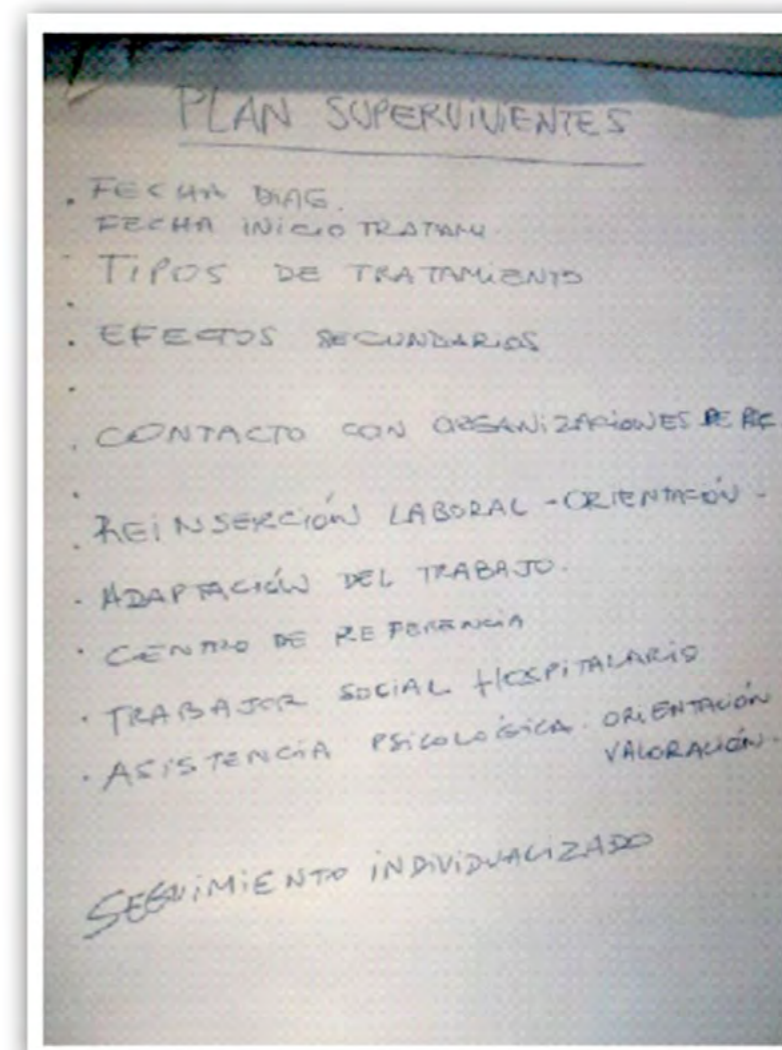 PLAN SUPERVIVIENTES
. FECHA DIAG.
FECHA INICIO TRATAM.
- TIPOS DE TRATAMIENTO
.
. EFECTOS SECUNDARIOS
.
. CONTACTO CON ORGANIZACIONES DE
.
. REINSERCIÓN LABORAL - ORIENTACIÓN -
. ADAPTACIÓN DEL TRABAJO.
. CENTRO DE REFERENCIA
. TRABAJOR SOCIAL HOSPITALARIO
. ASISTENCIA PSICOLÓGICA. ORIENTACIÓN
VALORACIÓN.
SEGUIMIENTO INDIVIDUALIZADO